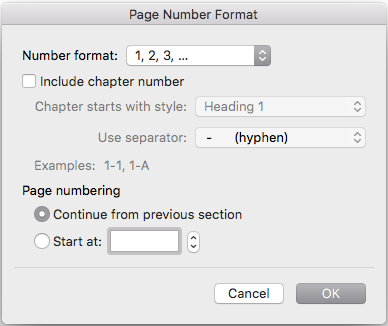 Page Number Format
Number format: 1, 2, 3, ...
Include chapter number
Chapter starts with style: Heading 1
Use separator: - (hyphen)
Examples: 1-1, 1-A
Page numbering
Continue from previous section
Start at:
Cancel OK